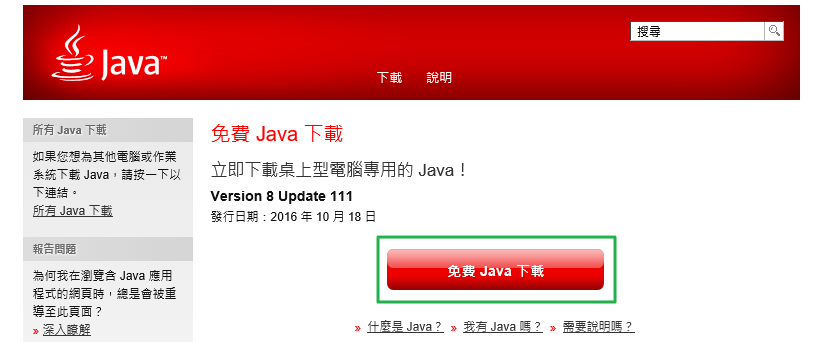 Java™
搜尋
下載 說明
所有 Java 下載
如果您想為其他電腦或作業
系統下載 Java，請按一下以
下連結。
所有 Java 下載
報告問題
為何我在瀏覽含 Java 應用
程式的網頁時，總是會被重
導至此頁面？
» 深入瞭解
免費 Java 下載
立即下載桌上型電腦專用的 Java！
Version 8 Update 111
發行日期：2016 年 10 月 18 日
免費 Java 下載
» 什麼是 Java？ » 我有 Java 嗎？ » 需要說明嗎？